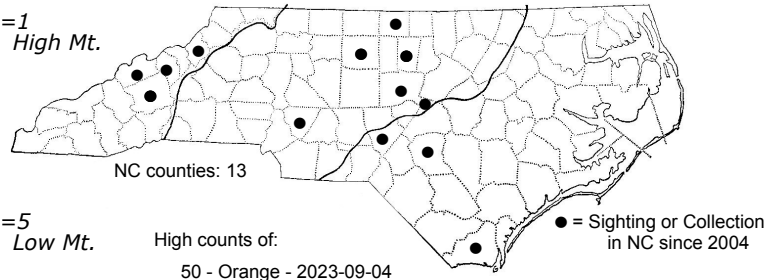 =1
High Mt.
NC counties: 13
=5
Low Mt.
High counts of:
50 - Orange - 2023-09-04
● = Sighting or Collection
in NC since 2004